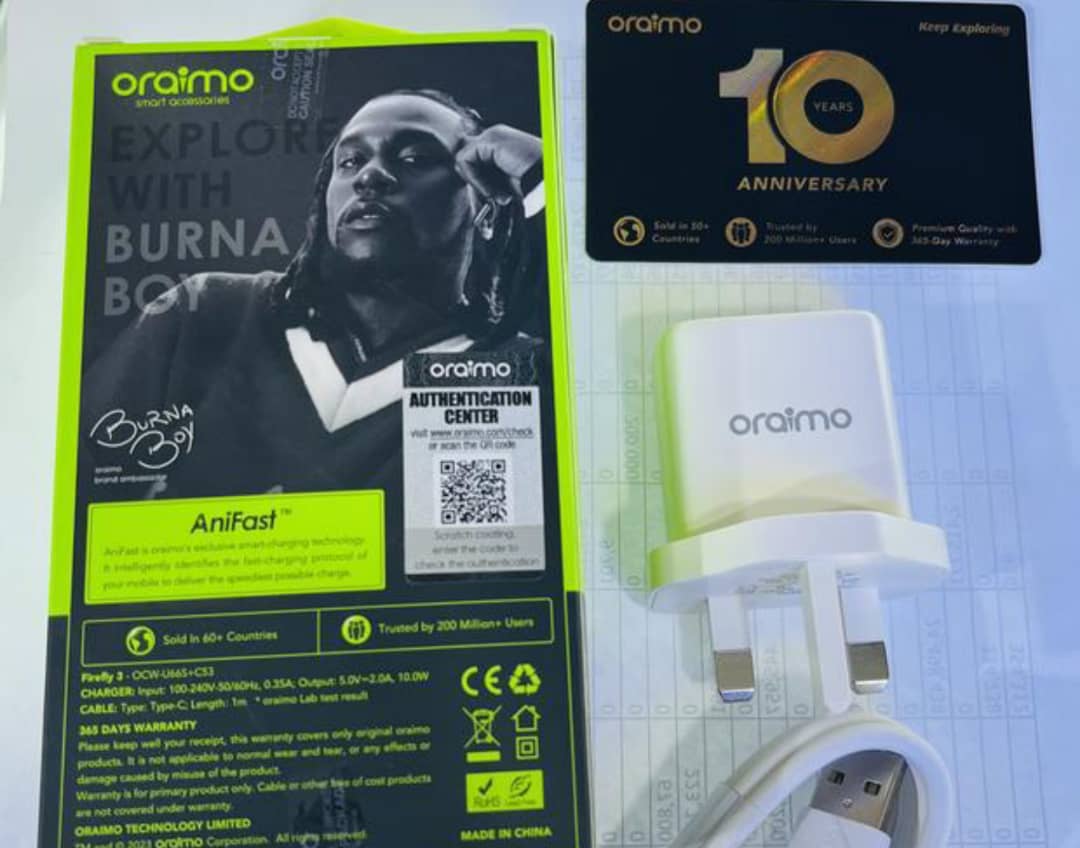 oraimo
smart accessories
EXPLORE
WITH
BURNA
BOY
BURNA
BOY
oraimo
brand ambassador
oraimo
AUTHENTICATION
CENTER
visit www.oraimo.com/check
or scan the QR code
Scratch coating,
enter the code to
check the authentication
AniFast™
AniFast is oraimo's exclusive smart-charging technology.
It intelligently identifies the fast-charging protocol of
your mobile to deliver the speediest possible charge.
Sold in 60+ Countries
Trusted by 200 Million+ Users
Firefly 3 - OCW-U66S+C53
CHARGER: Input: 100-240V-50/60Hz, 0.35A; Output: 5.0V⎓2.0A, 10.0W
CABLE: Type: Type-C; Length: 1m * oraimo Lab test result
365 DAYS WARRANTY
Please keep well your receipt, this warranty covers only original oraimo
products. It is not applicable to normal wear and tear, or any effects or
damage caused by misuse of the product.
Warranty is for primary product only. Cable or other free of cost products
are not covered under warranty.
ORAIMO TECHNOLOGY LIMITED
TM and © 2023 oraimo Corporation. All rights reserved.
CE
RoHS
Lead Free
MADE IN CHINA
oraimo
Keep Exploring
10
YEARS
ANNIVERSARY
Sold in 50+
Countries
Trusted by
200 Million+ Users
Premium Quality with
365-Day Warranty
oraimo